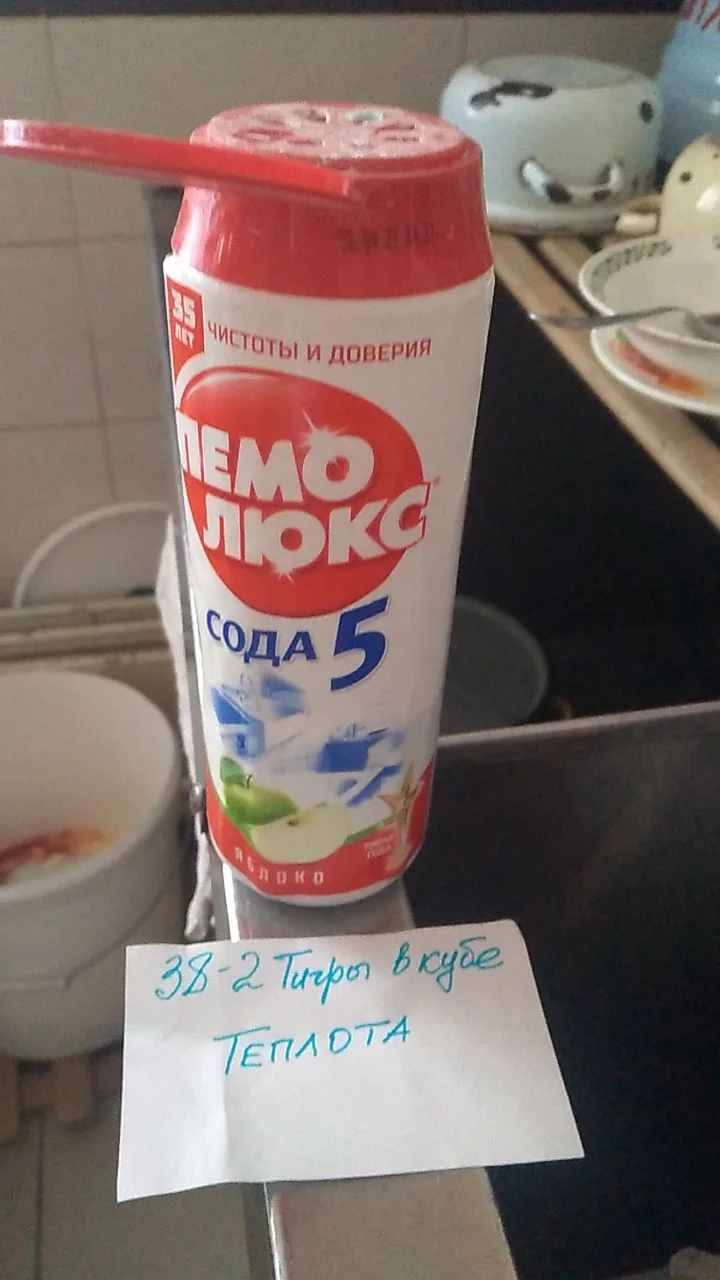 35
ЛЕТ
ЧИСТОТЫ И ДОВЕРИЯ
ПЕМО
ЛЮКС
СОДА 5
ЯБЛОКО
38-2 Тигры в кубе
ТЕПЛОТА